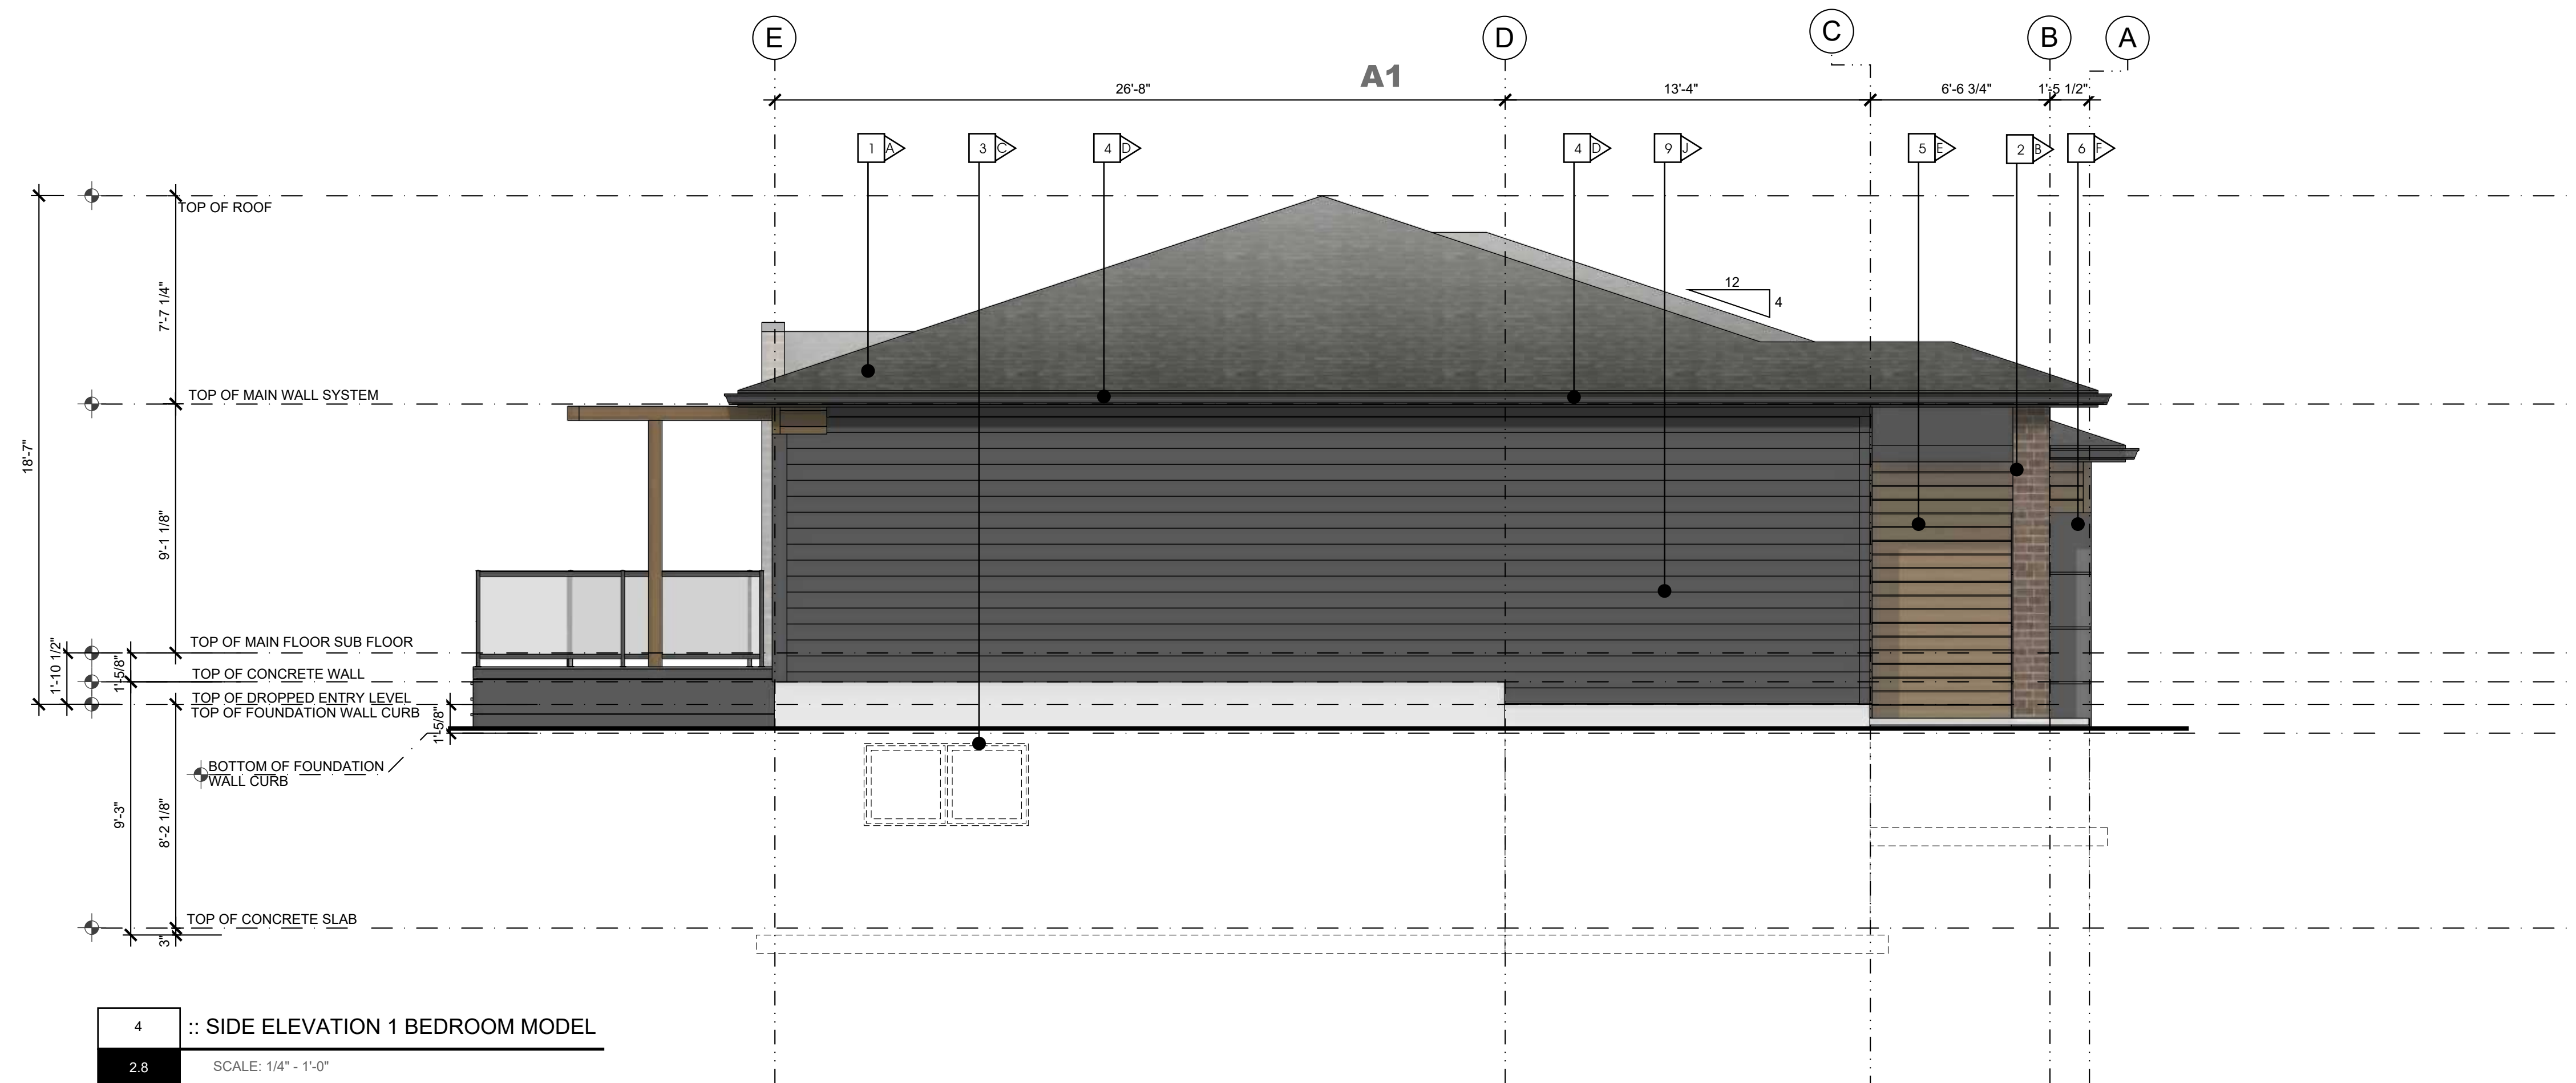 E
D
C
B
A
A1
26'-8"
13'-4"
6'-6 3/4"
1'-5 1/2"
1 A
3 C
4 D
4 D
9 J
5 E
2 B
6 F
TOP OF ROOF
12
4
7'-7 1/4"
TOP OF MAIN WALL SYSTEM
18'-7"
9'-1 1/8"
TOP OF MAIN FLOOR SUB FLOOR
1'-10 1/2"
1'-5/8"
TOP OF CONCRETE WALL
TOP OF DROPPED ENTRY LEVEL
TOP OF FOUNDATION WALL CURB
1'-5/8"
BOTTOM OF FOUNDATION
WALL CURB
9'-3"
8'-2 1/8"
TOP OF CONCRETE SLAB
3"
4
:: SIDE ELEVATION 1 BEDROOM MODEL
2.8
SCALE: 1/4" - 1'-0"